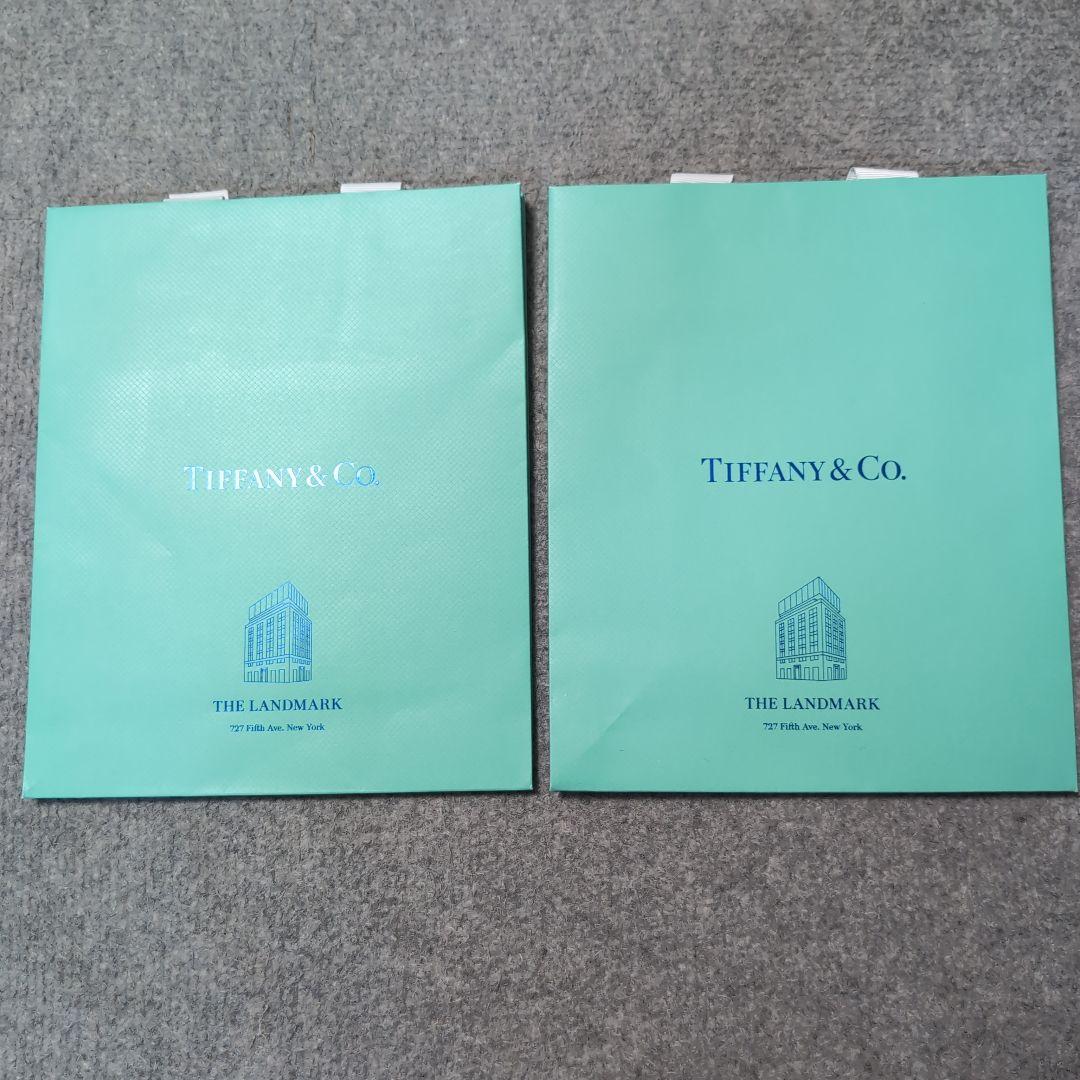 TIFFANY & CO.
THE LANDMARK
727 Fifth Ave. New York
TIFFANY & CO.
THE LANDMARK
727 Fifth Ave. New York